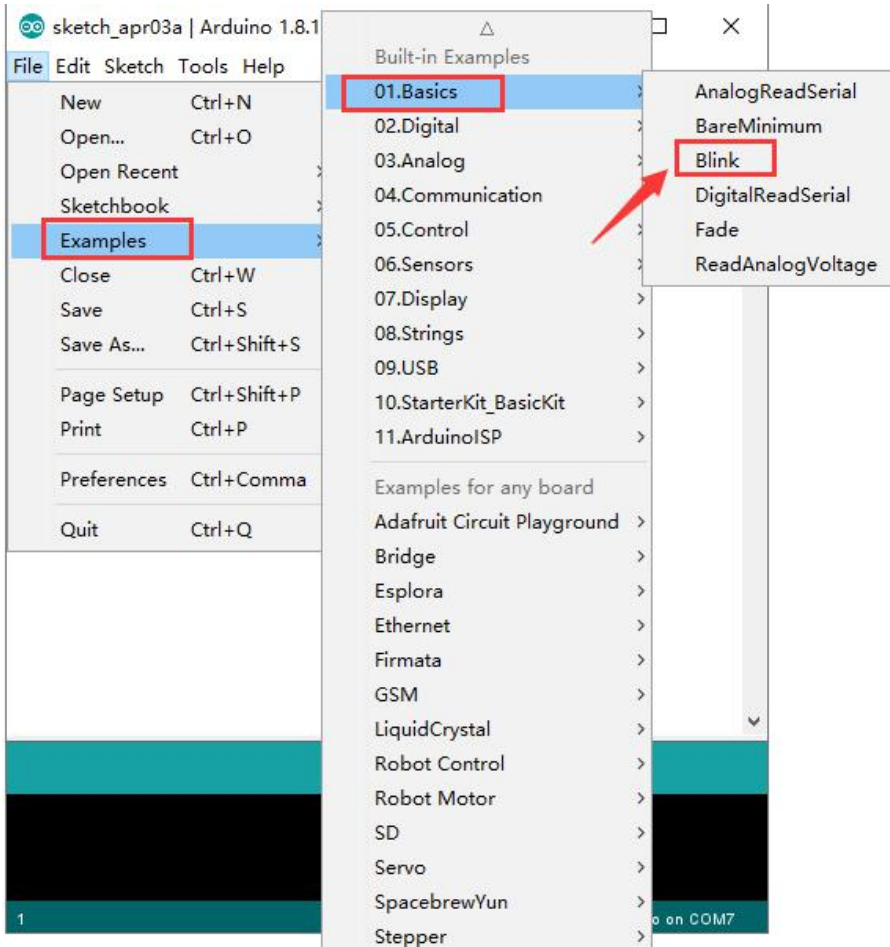 sketch_apr03a | Arduino 1.8.1
File Edit Sketch Tools Help
New Ctrl+N
Open... Ctrl+O
Open Recent
Sketchbook
Examples
Close Ctrl+W
Save Ctrl+S
Save As... Ctrl+Shift+S
Page Setup Ctrl+Shift+P
Print Ctrl+P
Preferences Ctrl+Comma
Quit Ctrl+Q
Built-in Examples
01.Basics
02.Digital
03.Analog
04.Communication
05.Control
06.Sensors
07.Display
08.Strings
09.USB
10.StarterKit_BasicKit
11.ArduinoISP
Examples for any board
Adafruit Circuit Playground
Bridge
Esplora
Ethernet
Firmata
GSM
LiquidCrystal
Robot Control
Robot Motor
SD
Servo
SpacebrewYun
Stepper
AnalogReadSerial
BareMinimum
Blink
DigitalReadSerial
Fade
ReadAnalogVoltage
1
o on COM7